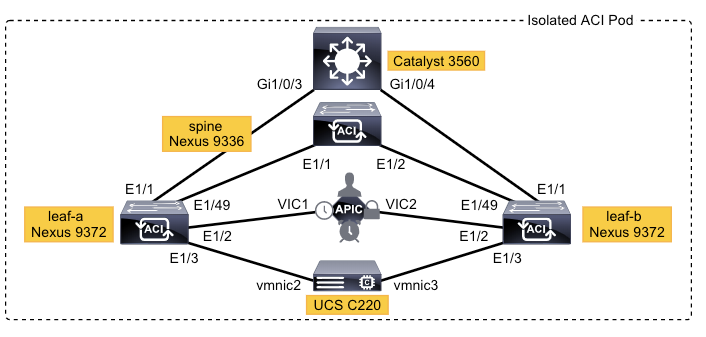 Isolated ACI Pod
Catalyst 3560
Gi1/0/3
Gi1/0/4
spine
Nexus 9336
ACI
E1/1
E1/2
E1/1
E1/1
leaf-a
Nexus 9372
ACI
E1/49
VIC1
APIC
VIC2
E1/49
ACI
leaf-b
Nexus 9372
E1/2
E1/2
E1/3
E1/3
vmnic2
C
vmnic3
UCS C220